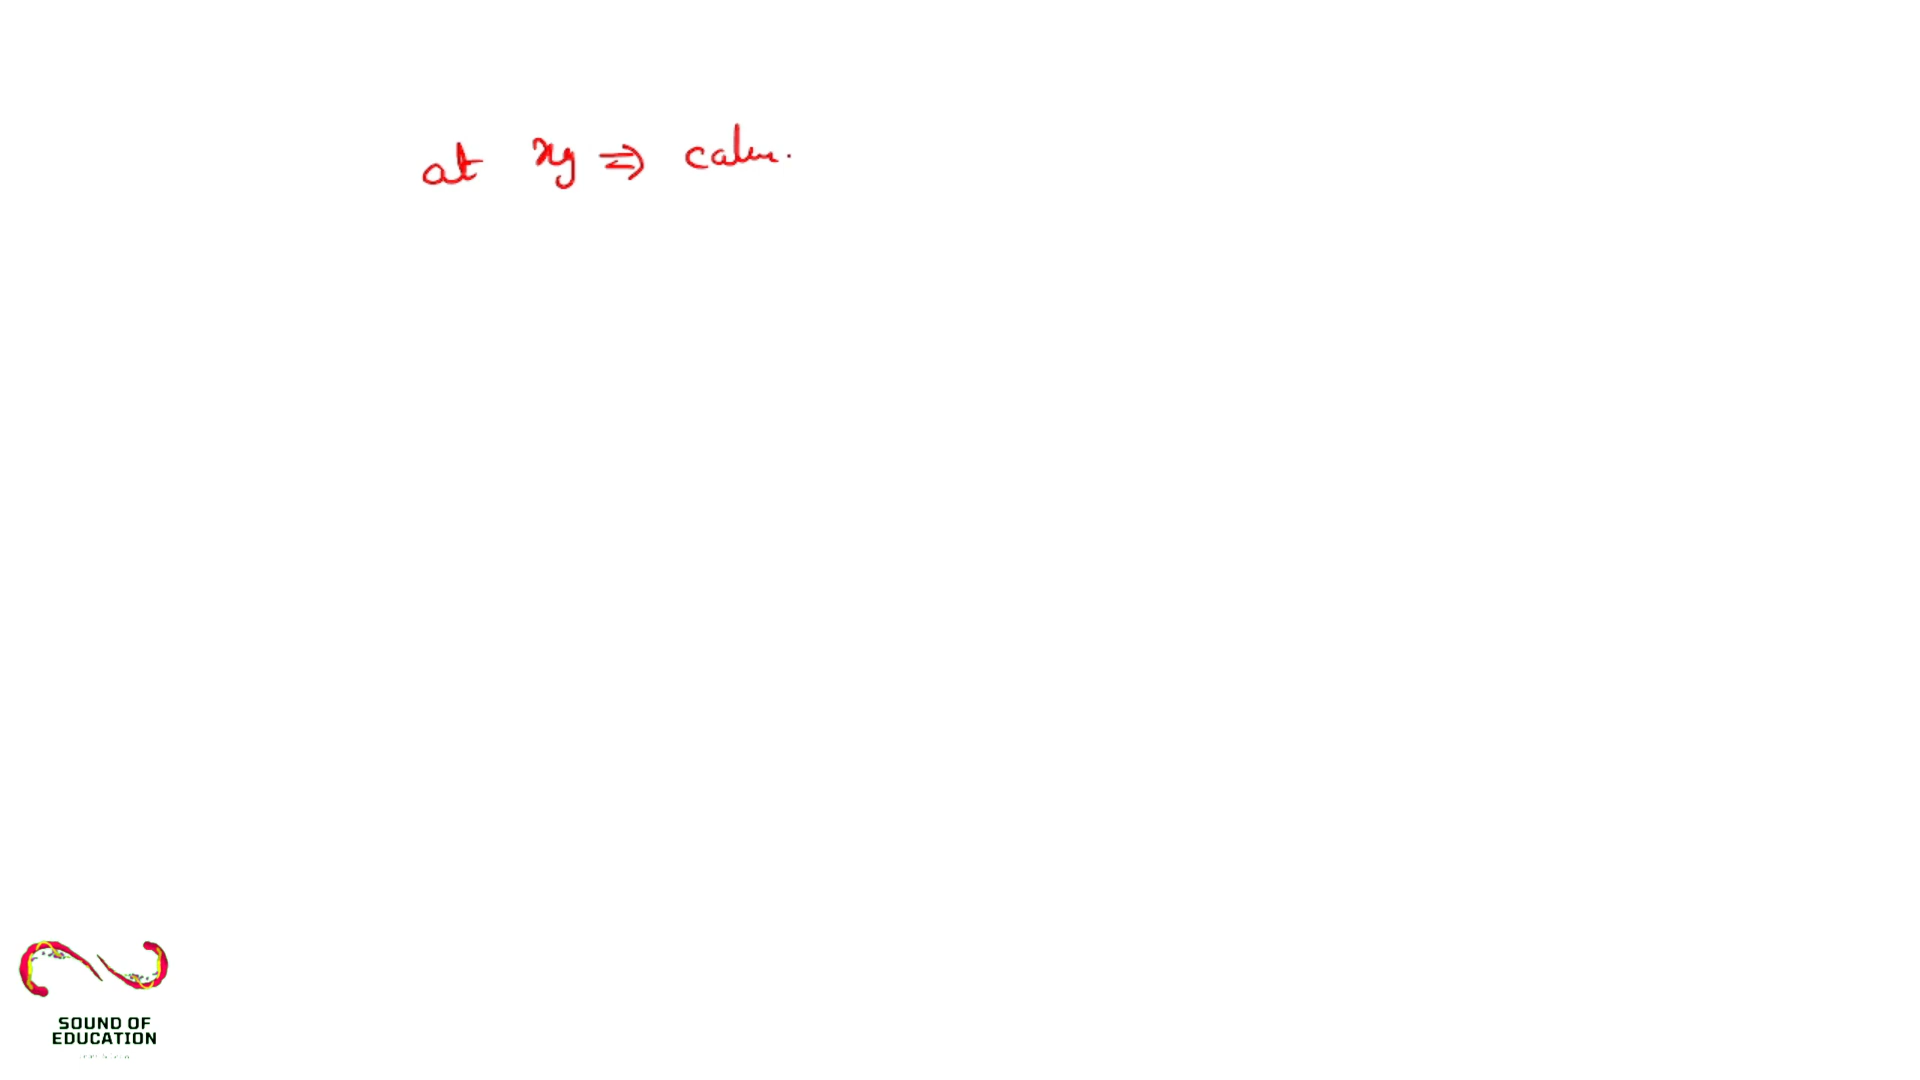 at xy ⇒ calm.
SOUND OF
EDUCATION